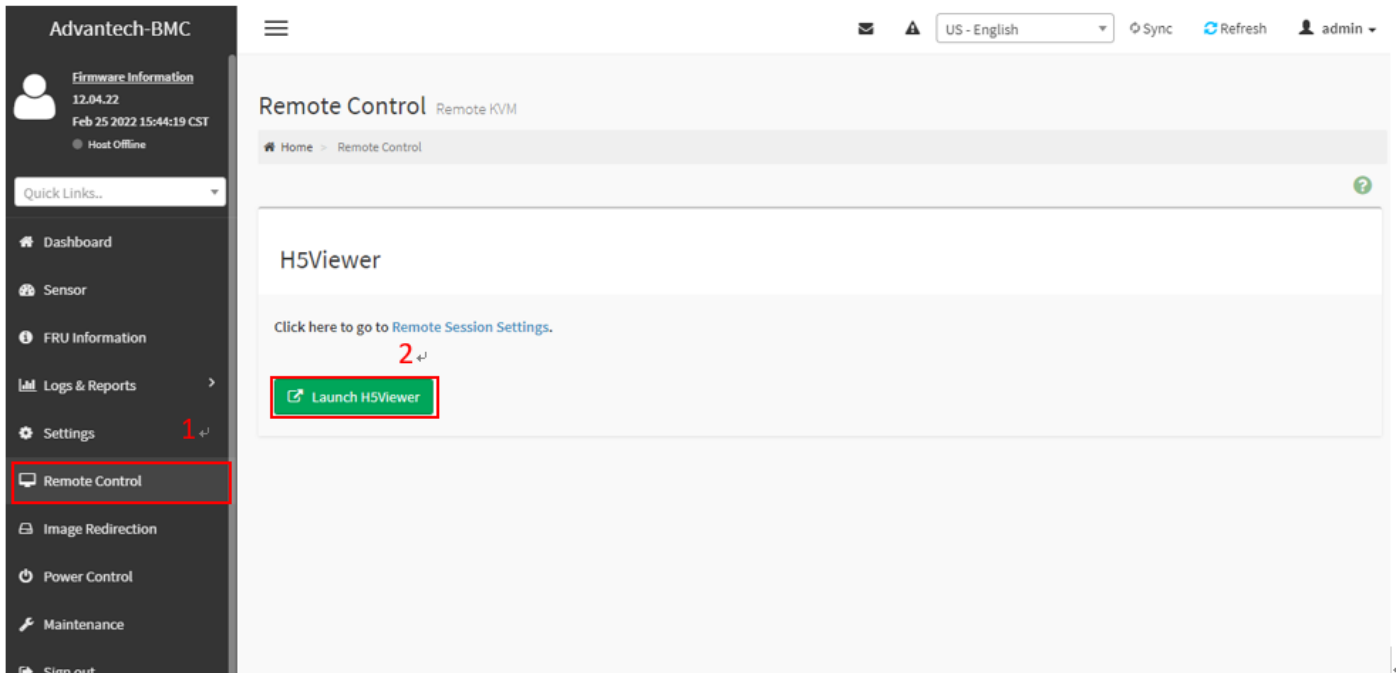 Advantech-BMC
US - English
Sync
Refresh
admin
Firmware Information
12.04.22
Feb 25 2022 15:44:19 CST
Host Offline
Quick Links..
Dashboard
Sensor
FRU Information
Logs & Reports
Settings
1
Remote Control
Image Redirection
Power Control
Maintenance
Sign out
Remote Control Remote KVM
Home > Remote Control
H5Viewer
Click here to go to Remote Session Settings.
2
Launch H5Viewer